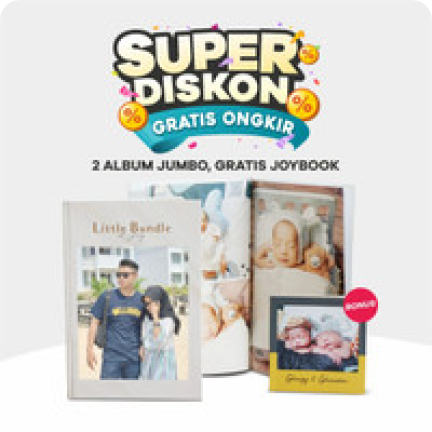 SUPER
DISKON
GRATIS ONGKIR
2 ALBUM JUMBO, GRATIS JOYBOOK
Little Bundle
BONUS